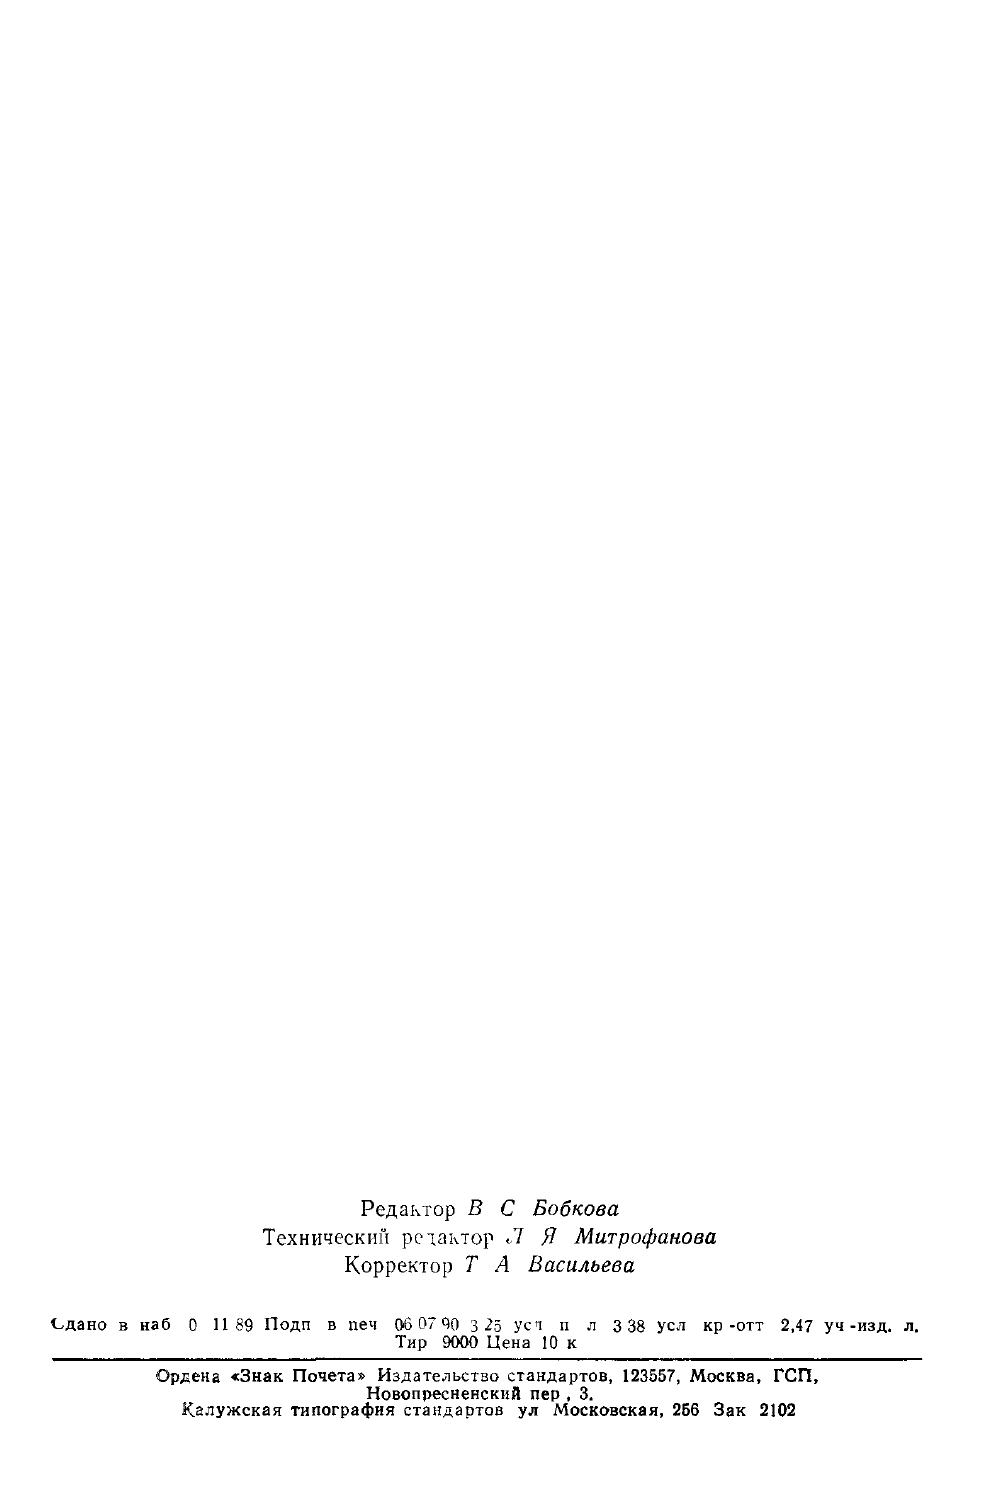 Редактор В С Бобкова
Технический редактор Л Я Митрофанова
Корректор Т А Васильева
Сдано в наб 0 11 89 Подп в печ 06 07 90 3 25 усл п л 3 38 усл кр -отт 2,47 уч -изд. л.
Тир 9000 Цена 10 к
Ордена «Знак Почета» Издательство стандартов, 123557, Москва, ГСП,
Новопресненский пер , 3.
Калужская типография стандартов ул Московская, 256 Зак 2102